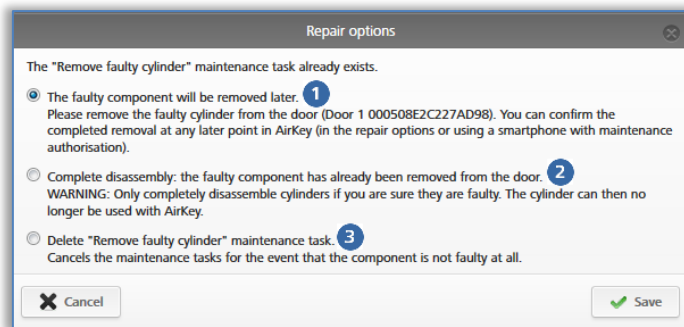 Repair options
The "Remove faulty cylinder" maintenance task already exists.
The faulty component will be removed later. 1
Please remove the faulty cylinder from the door (Door 1 000508E2C227AD98). You can confirm the
completed removal at any later point in AirKey (in the repair options or using a smartphone with maintenance
authorisation).
Complete disassembly: the faulty component has already been removed from the door. 2
WARNING: Only completely disassemble cylinders if you are sure they are faulty. The cylinder can then no
longer be used with AirKey.
Delete "Remove faulty cylinder" maintenance task. 3
Cancels the maintenance tasks for the event that the component is not faulty at all.
Cancel
Save